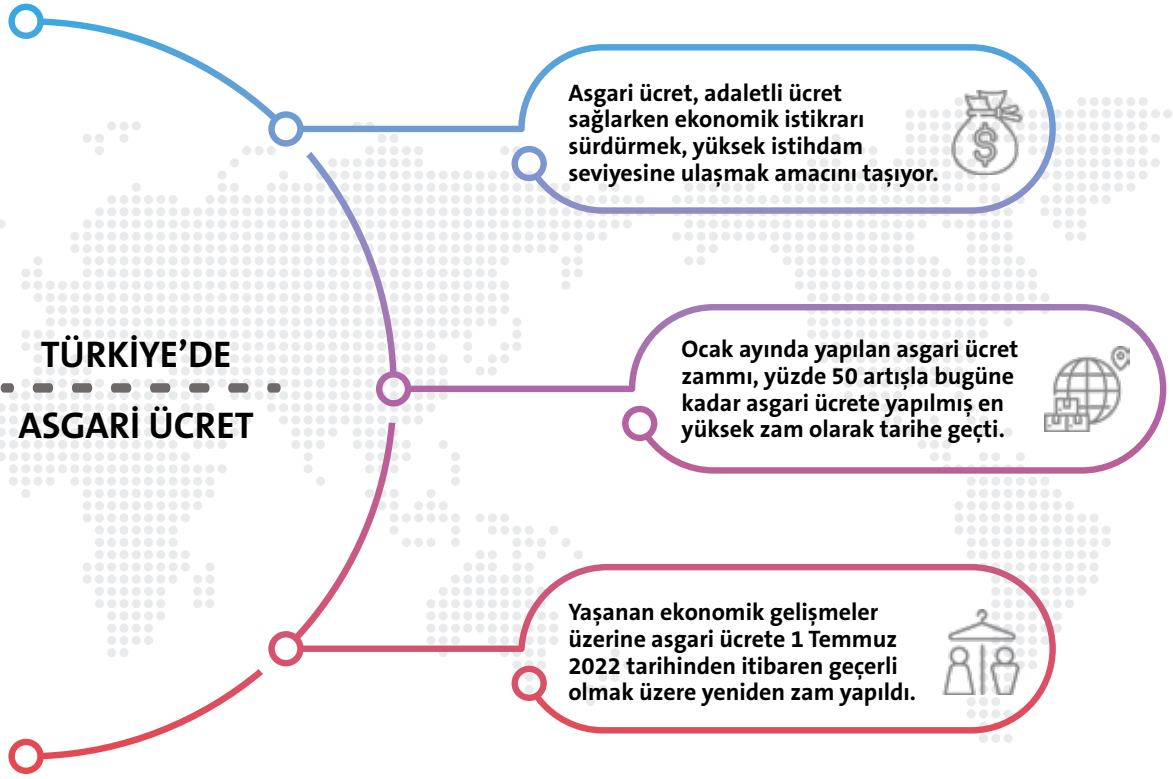 TÜRKİYE’DE
ASGARİ ÜCRET
Asgari ücret, adaletli ücret
sağlarken ekonomik istikrarı
sürdürmek, yüksek istihdam
seviyesine ulaşmak amacını taşıyor.
Ocak ayında yapılan asgari ücret
zammı, yüzde 50 artışla bugüne
kadar asgari ücrete yapılmış en
yüksek zam olarak tarihe geçti.
Yaşanan ekonomik gelişmeler
üzerine asgari ücrete 1 Temmuz
2022 tarihinden itibaren geçerli
olmak üzere yeniden zam yapıldı.